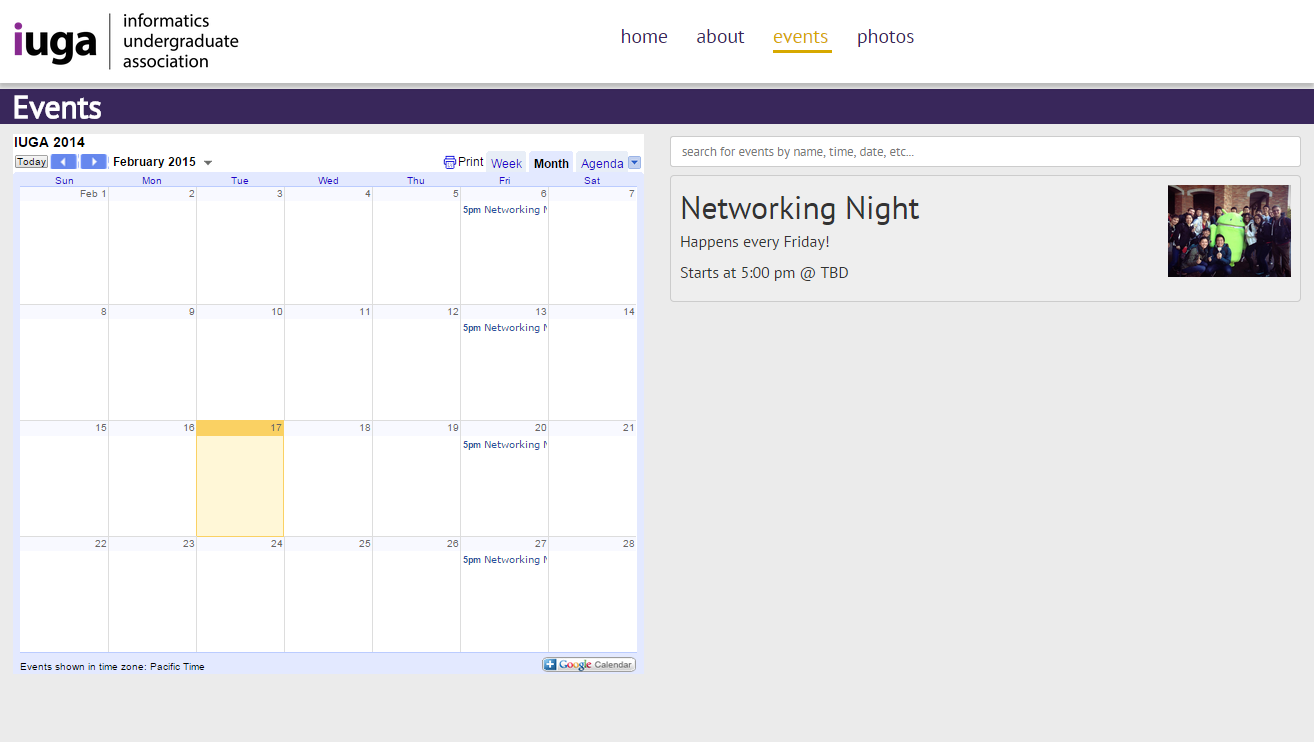 iuga
informatics
undergraduate
association
home about events photos
Events
IUGA 2014
Today February 2015 Print Week Month Agenda
Sun Mon Tue Wed Thu Fri Sat
Feb 1 2 3 4 5 6 7
5pm Networking N
8 9 10 11 12 13 14
5pm Networking N
15 16 17 18 19 20 21
5pm Networking N
22 23 24 25 26 27 28
5pm Networking N
Events shown in time zone: Pacific Time
Google Calendar
search for events by name, time, date, etc...
Networking Night
Happens every Friday!
Starts at 5:00 pm @ TBD